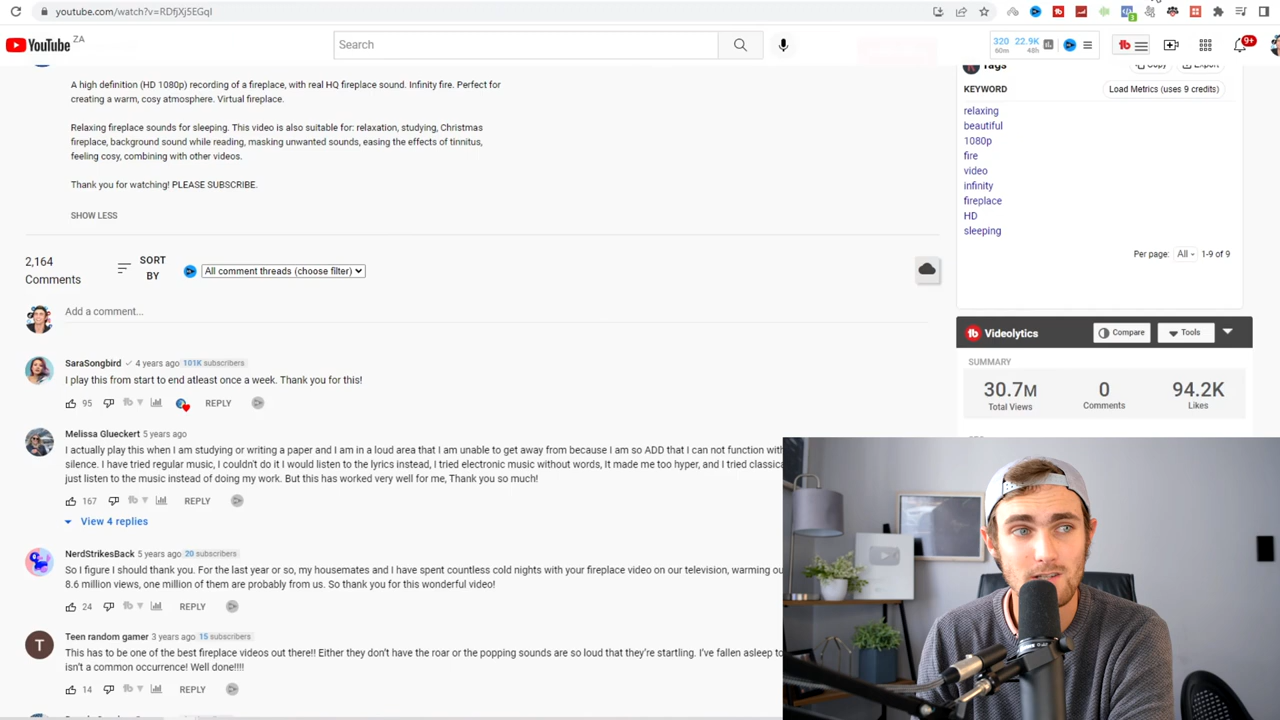 youtube.com/watch?v=RDfjXj5EGqI
YouTube ZA
Search
320 22.9K
60m 48h
9+
A high definition (HD 1080p) recording of a fireplace, with real HQ fireplace sound. Infinity fire. Perfect for
creating a warm, cosy atmosphere. Virtual fireplace.
Relaxing fireplace sounds for sleeping. This video is also suitable for: relaxation, studying, Christmas
fireplace, background sound while reading, masking unwanted sounds, easing the effects of tinnitus,
feeling cosy, combining with other videos.
Thank you for watching! PLEASE SUBSCRIBE.
SHOW LESS
2,164
Comments
SORT
BY
All comment threads (choose filter)
Add a comment...
SaraSongbird 4 years ago 101K subscribers
I play this from start to end atleast once a week. Thank you for this!
95 REPLY
Melissa Glueckert 5 years ago
I actually play this when I am studying or writing a paper and I am in a loud area that I am unable to get away from because I am so ADD that I can not function with
silence. I have tried regular music, I couldn't do it I would listen to the lyrics instead, I tried electronic music without words, It made me too hyper, and I tried classica
just listen to the music instead of doing my work. But this has worked very well for me, Thank you so much!
167 REPLY
View 4 replies
NerdStrikesBack 5 years ago 20 subscribers
So I figure I should thank you. For the last year or so, my housemates and I have spent countless cold nights with your fireplace video on our television, warming ou
8.6 million views, one million of them are probably from us. So thank you for this wonderful video!
24 REPLY
T
Teen random gamer 3 years ago 15 subscribers
This has to be one of the best fireplace videos out there!! Either they don't have the roar or the popping sounds are so loud that they're startling. I've fallen asleep to
isn't a common occurrence! Well done!!!!
14 REPLY
Tags
Copy Export
KEYWORD
Load Metrics (uses 9 credits)
relaxing
beautiful
1080p
fire
video
infinity
fireplace
HD
sleeping
Per page: All 1-9 of 9
tb Videolytics Compare Tools
SUMMARY
30.7M 0 94.2K
Total Views Comments Likes